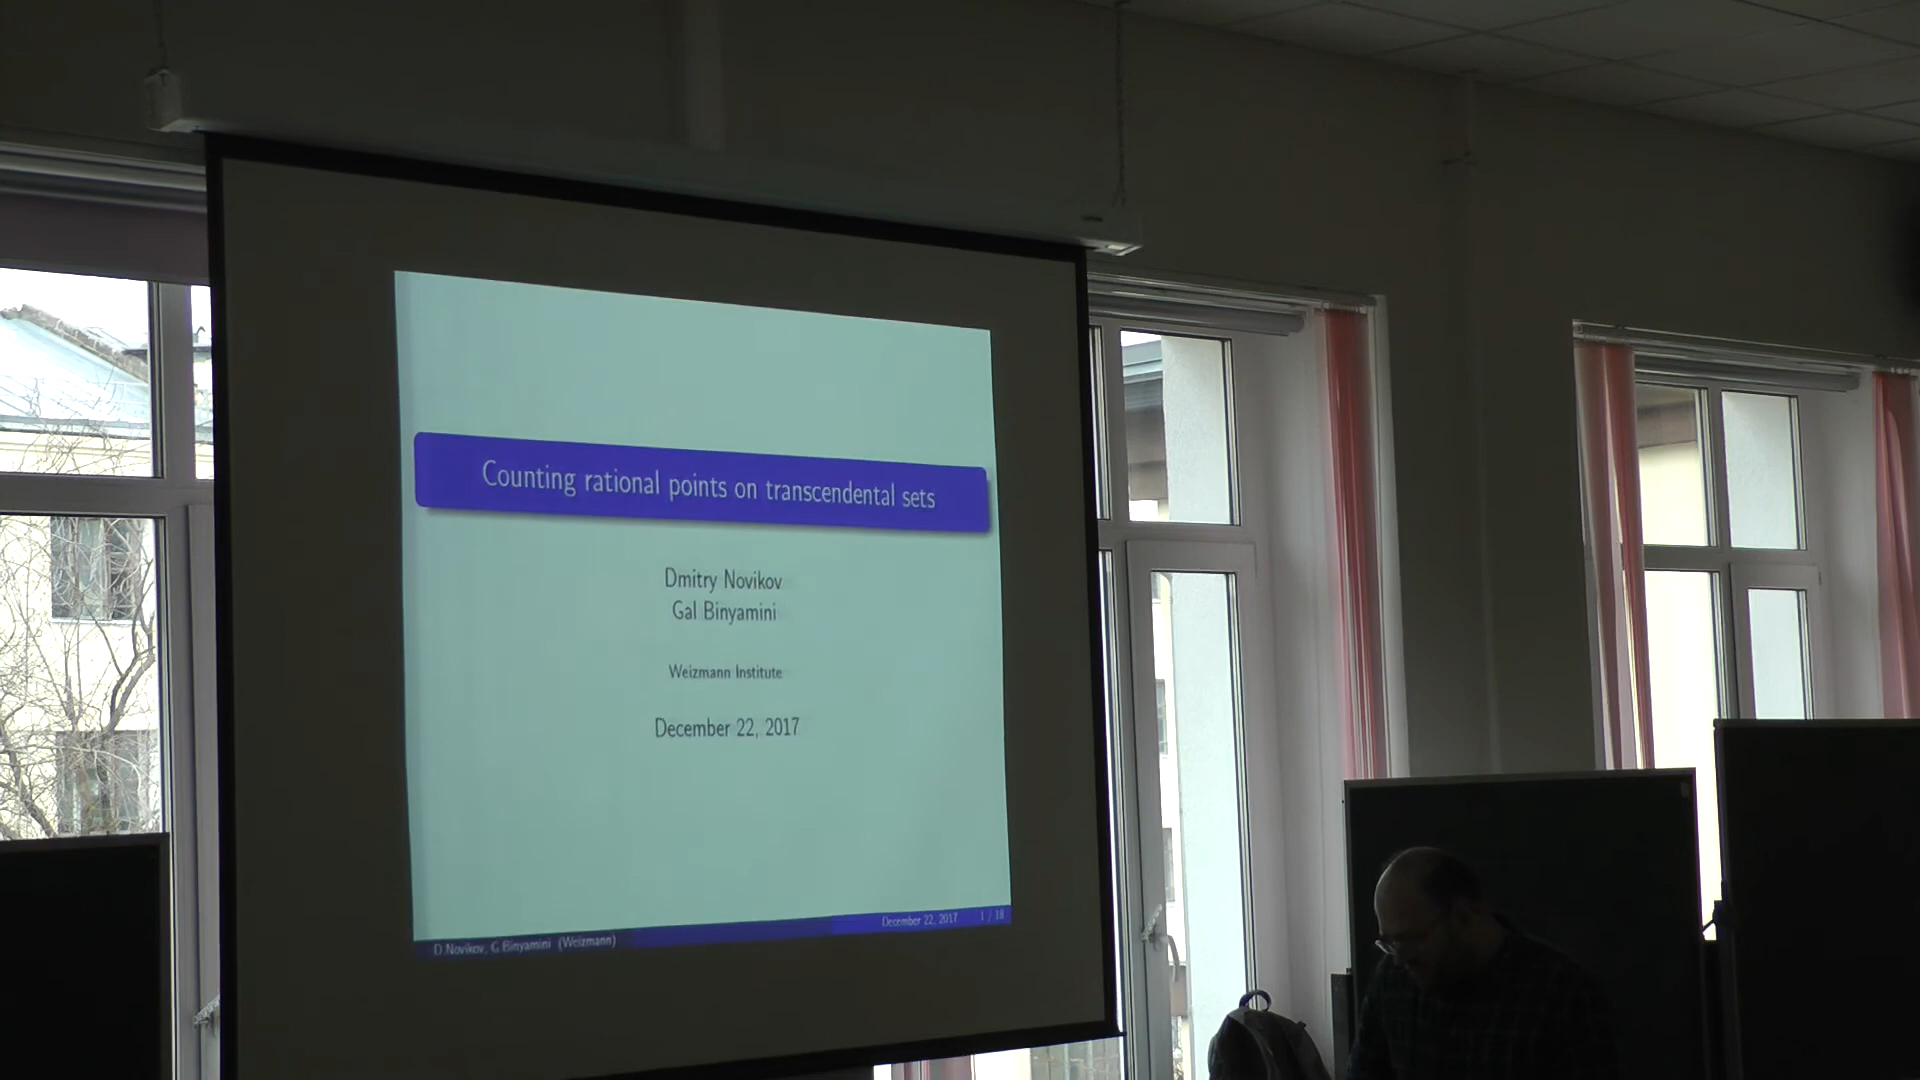 Counting rational points on transcendental sets
Dmitry Novikov
Gal Binyamini
Weizmann Institute
December 22, 2017
D.Novikov, G.Binyamini (Weizmann)
December 22, 2017
1 / 18